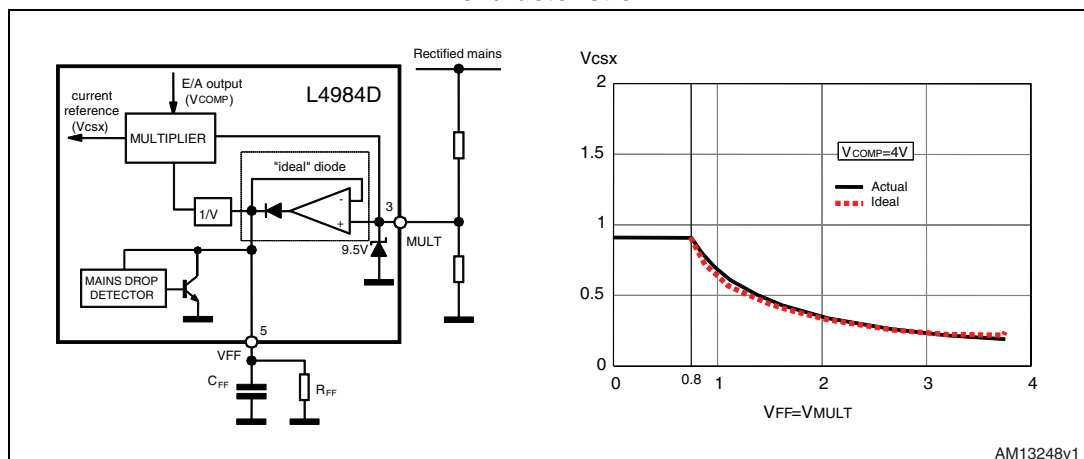 Rectified mains
L4984D
E/A output
(VCOMP)
current
reference
(Vcsx)
MULTIPLIER
"ideal" diode
1/V
-
+
3
MULT
9.5V
MAINS DROP
DETECTOR
5
VFF
CFF
RFF
Vcsx
2
1.5
1
0.5
0
VCOMP=4V
Actual
Ideal
0
0.8
1
2
3
4
VFF=VMULT
AM13248v1